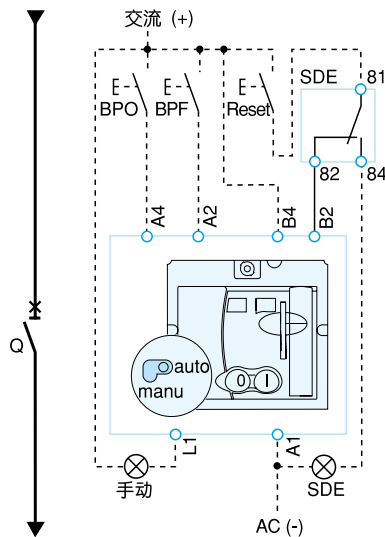 交流 (+)
SDE 81
BPO BPF Reset
82 84
A4 A2 B4 B2
Q
auto
manu
0 I
L1 A1
手动 SDE
AC (-)